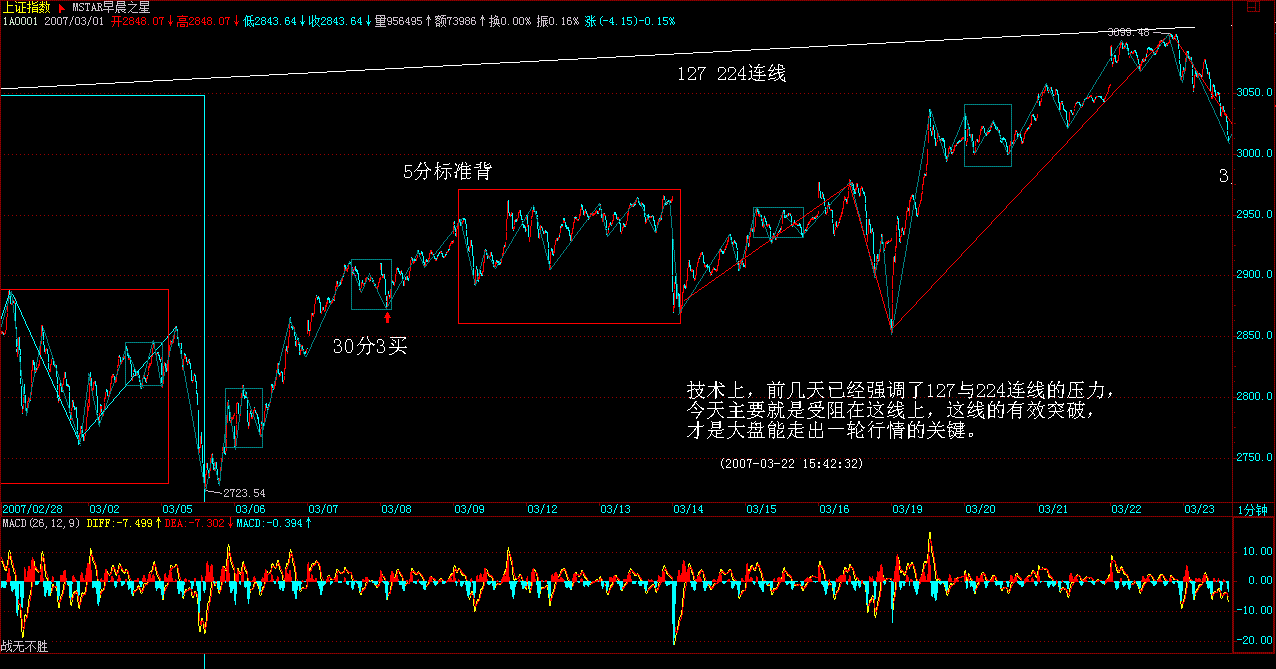 上证指数 MSTAR早晨之星
1A0001 2007/03/01 开2848.07↓高2848.07↓低2843.64↓收2843.64↓量956495↑额73986↑换0.00% 振0.16% 涨(-4.15)-0.15%
3099.48
127 224连线
3050.0
3000.0
5分标准背
3
2950.0
2900.0
30分3买
2850.0
技术上，前几天已经强调了127与224连线的压力，
今天主要就是受阻在这线上，这线的有效突破，
才是大盘能走出一轮行情的关键。
2800.0
(2007-03-22 15:42:32)
2750.0
2723.54
2007/02/28 03/02 03/05 03/06 03/07 03/08 03/09 03/12 03/13 03/14 03/15 03/16 03/19 03/20 03/21 03/22 03/23 1分钟
MACD(26,12,9) DIFF:-7.499↑DEA:-7.302↓MACD:-0.394↑
10.00
0.00
-10.00
-20.00
战无不胜